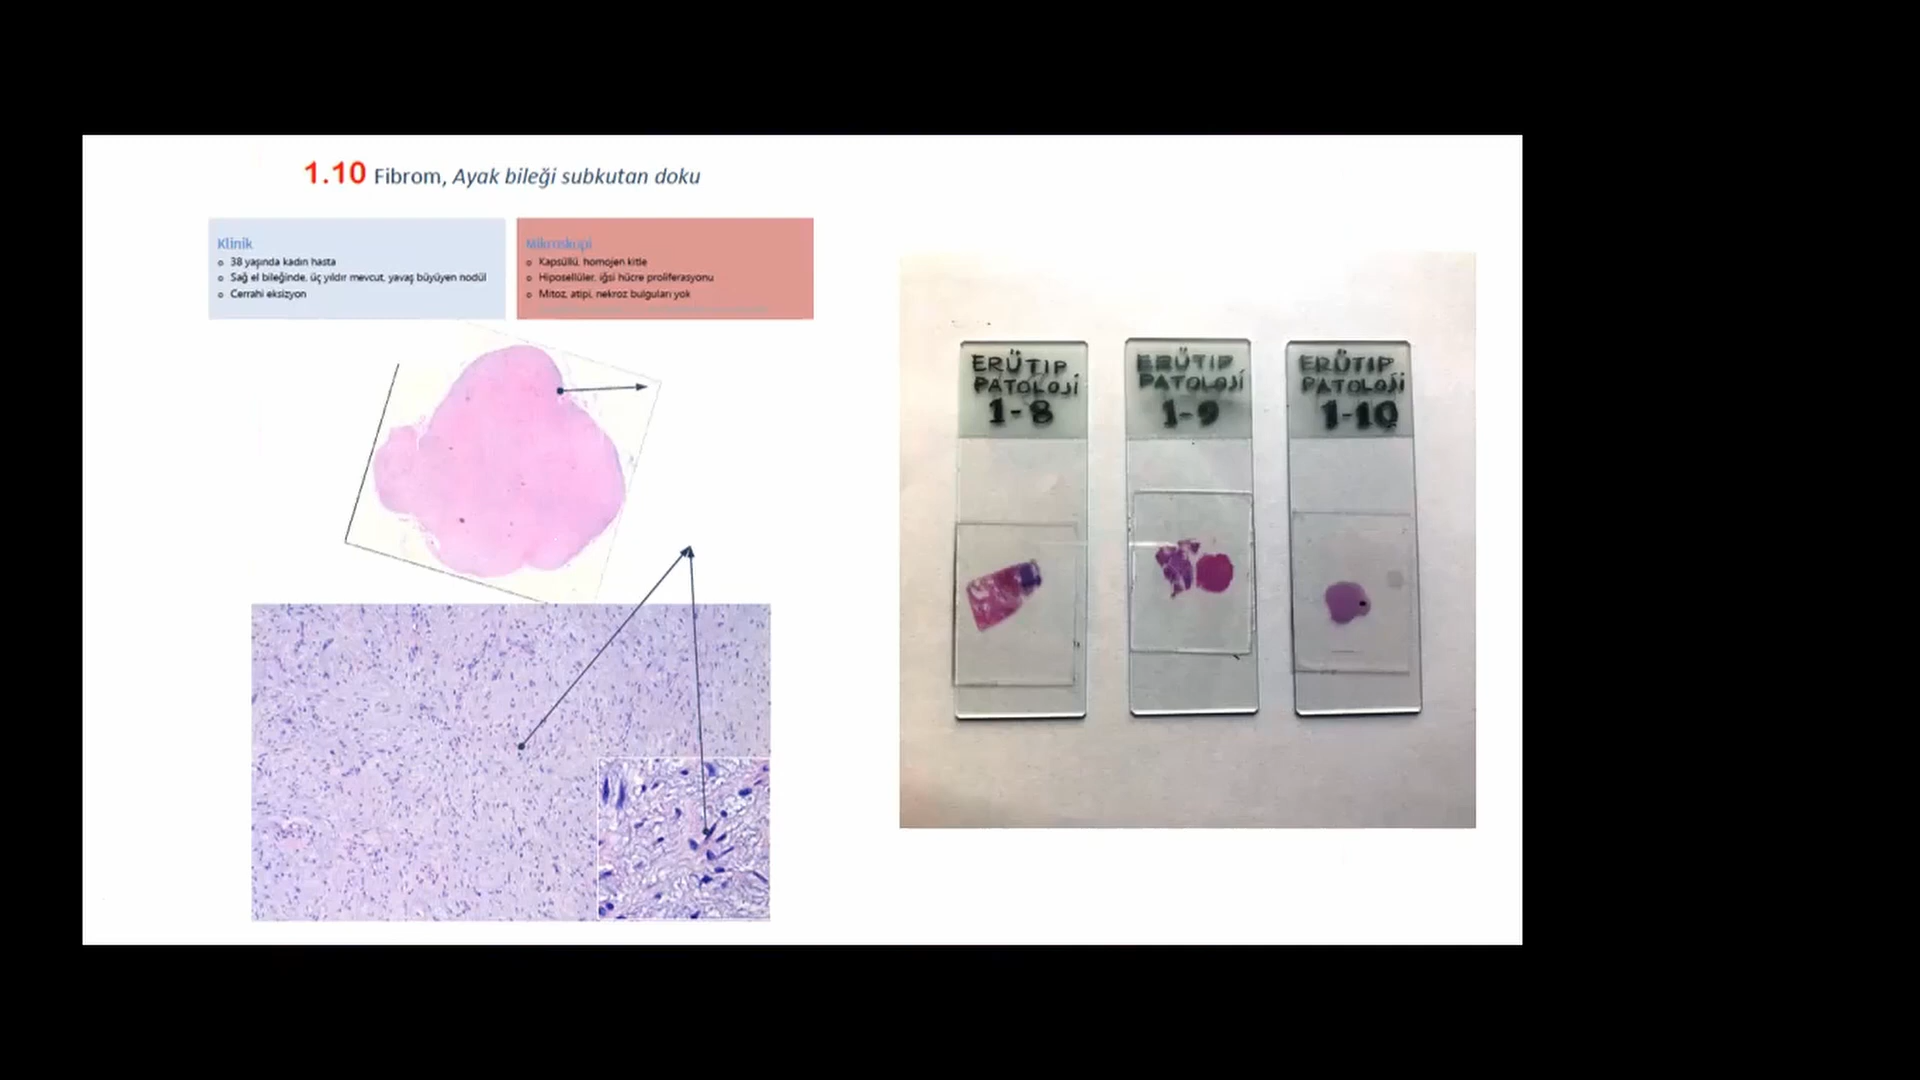 1.10 Fibrom, Ayak bileği subkutan doku
Klinik
38 yaşında kadın hasta
Sağ el bileğinde, üç yıldır mevcut, yavaş büyüyen nodül
Cerrahi eksizyon
Mikroskopi
Kapsüllü, homojen kitle
Hiposellüler, iğsi hücre proliferasyonu
Mitoz, atipi, nekroz bulguları yok
ERÜTIP
PATOLOJİ
1-8
ERÜTIP
PATOLOJİ
1-9
ERÜTIP
PATOLOJİ
1-10